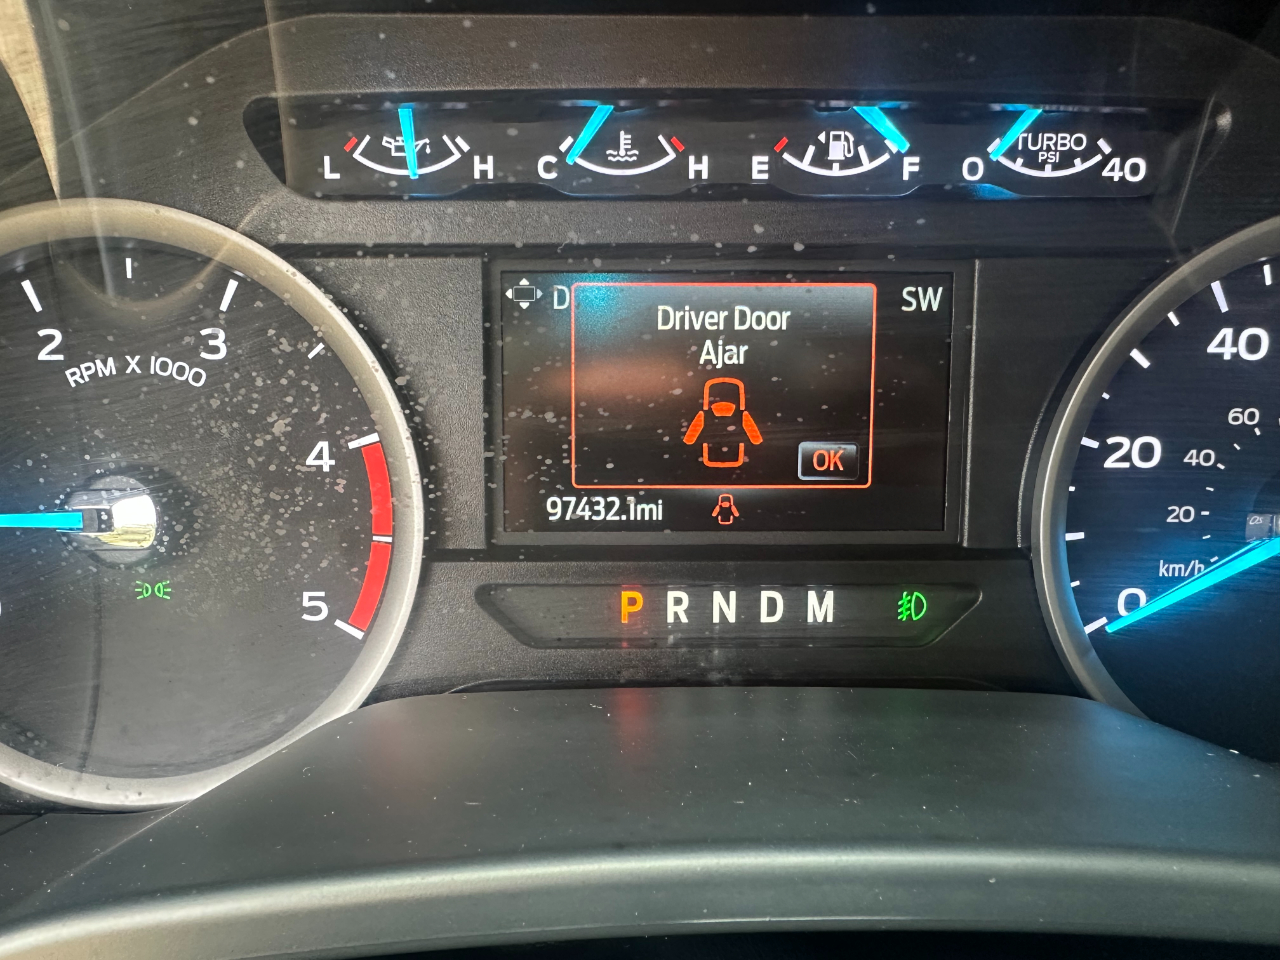 L H C H E F O TURBO 40
PSI
D SW
Driver Door
Ajar
OK
97432.1mi
2 3
RPM X 1000
4
5
P R N D M
40
60
20 40
20
km/h
0